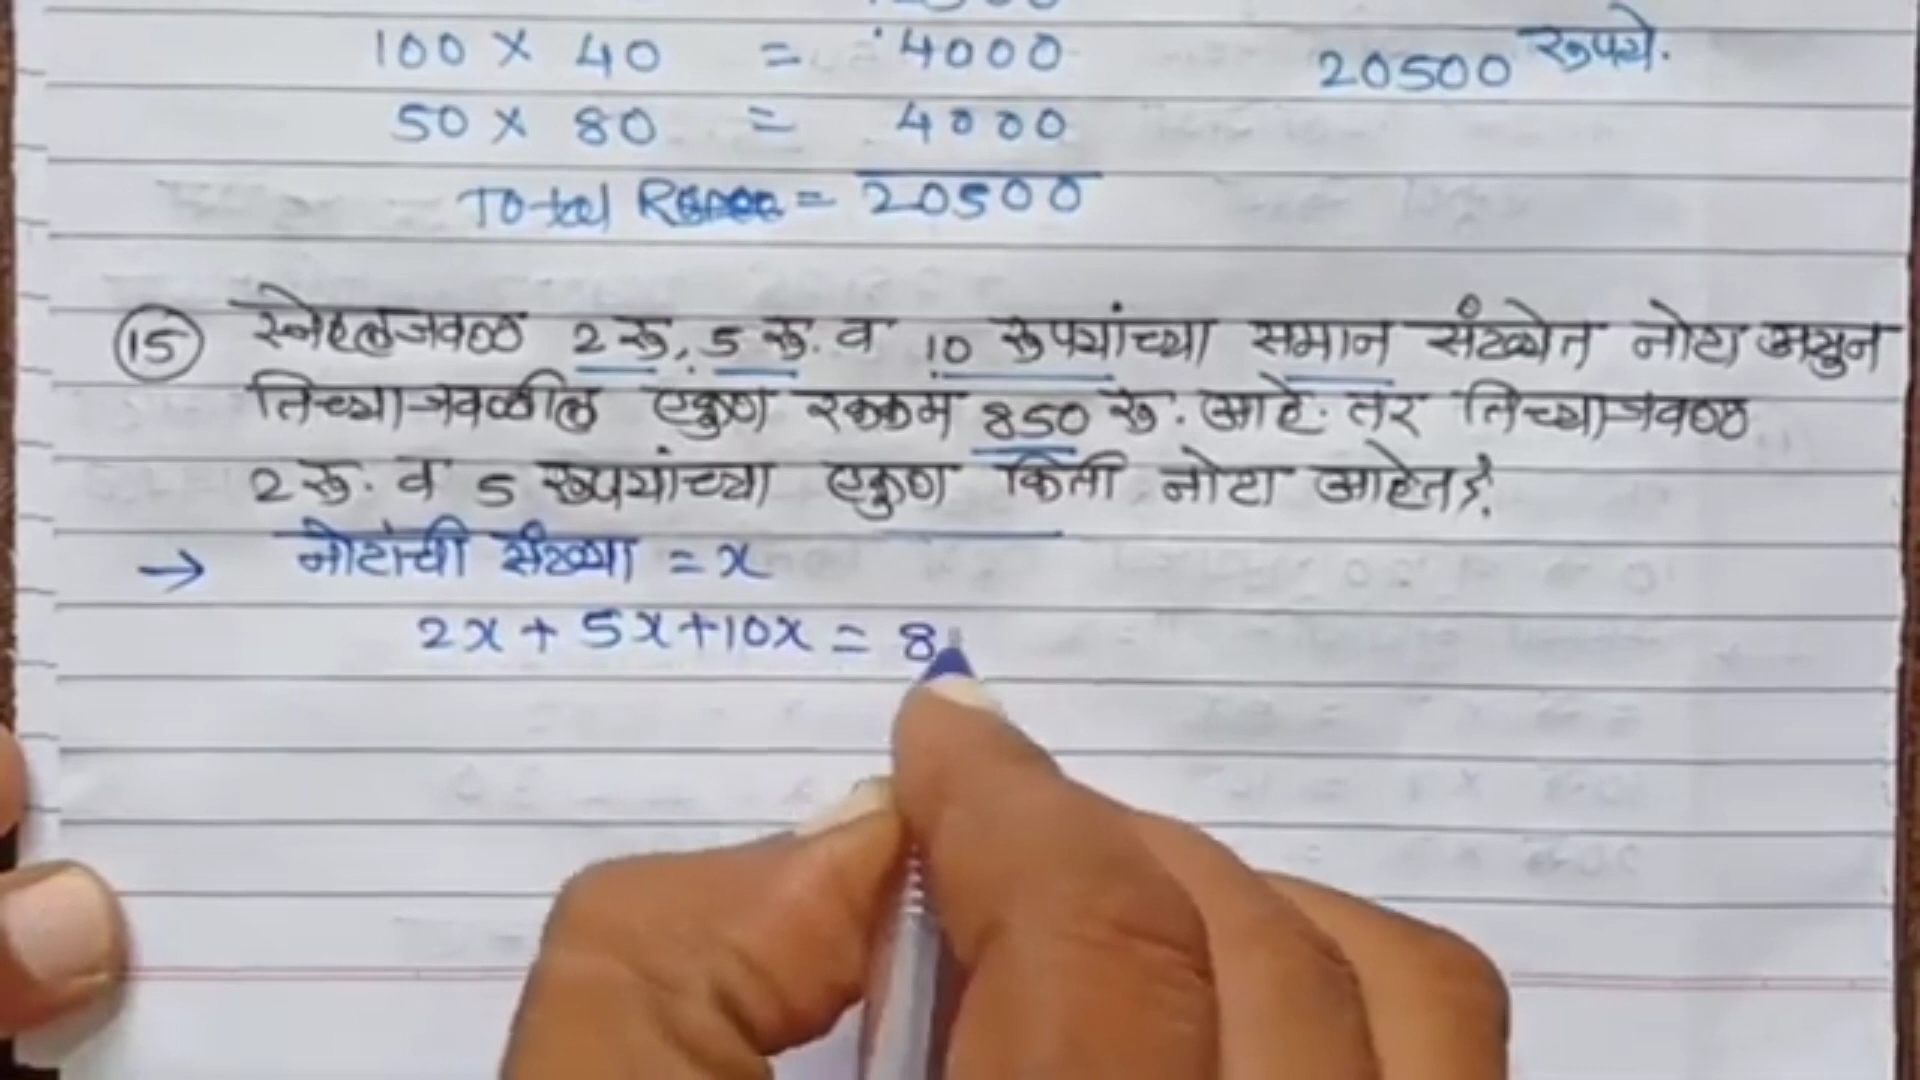 100 × 40 = 4000
20500 रुपये.
50 × 80 = 4000
Total = 20500
15 स्नेहलजवळ 2 रु, 5 रु. व 10 रुपयांच्या समान संख्येत नोटा असुन
तिच्याजवळील एकुण रक्कम 850 रु. आहे. तर तिच्याजवळ
2 रु. व 5 रुपयांच्या एकुण किती नोटा आहेत?
→ नोटांची संख्या = x
2x + 5x + 10x = 8